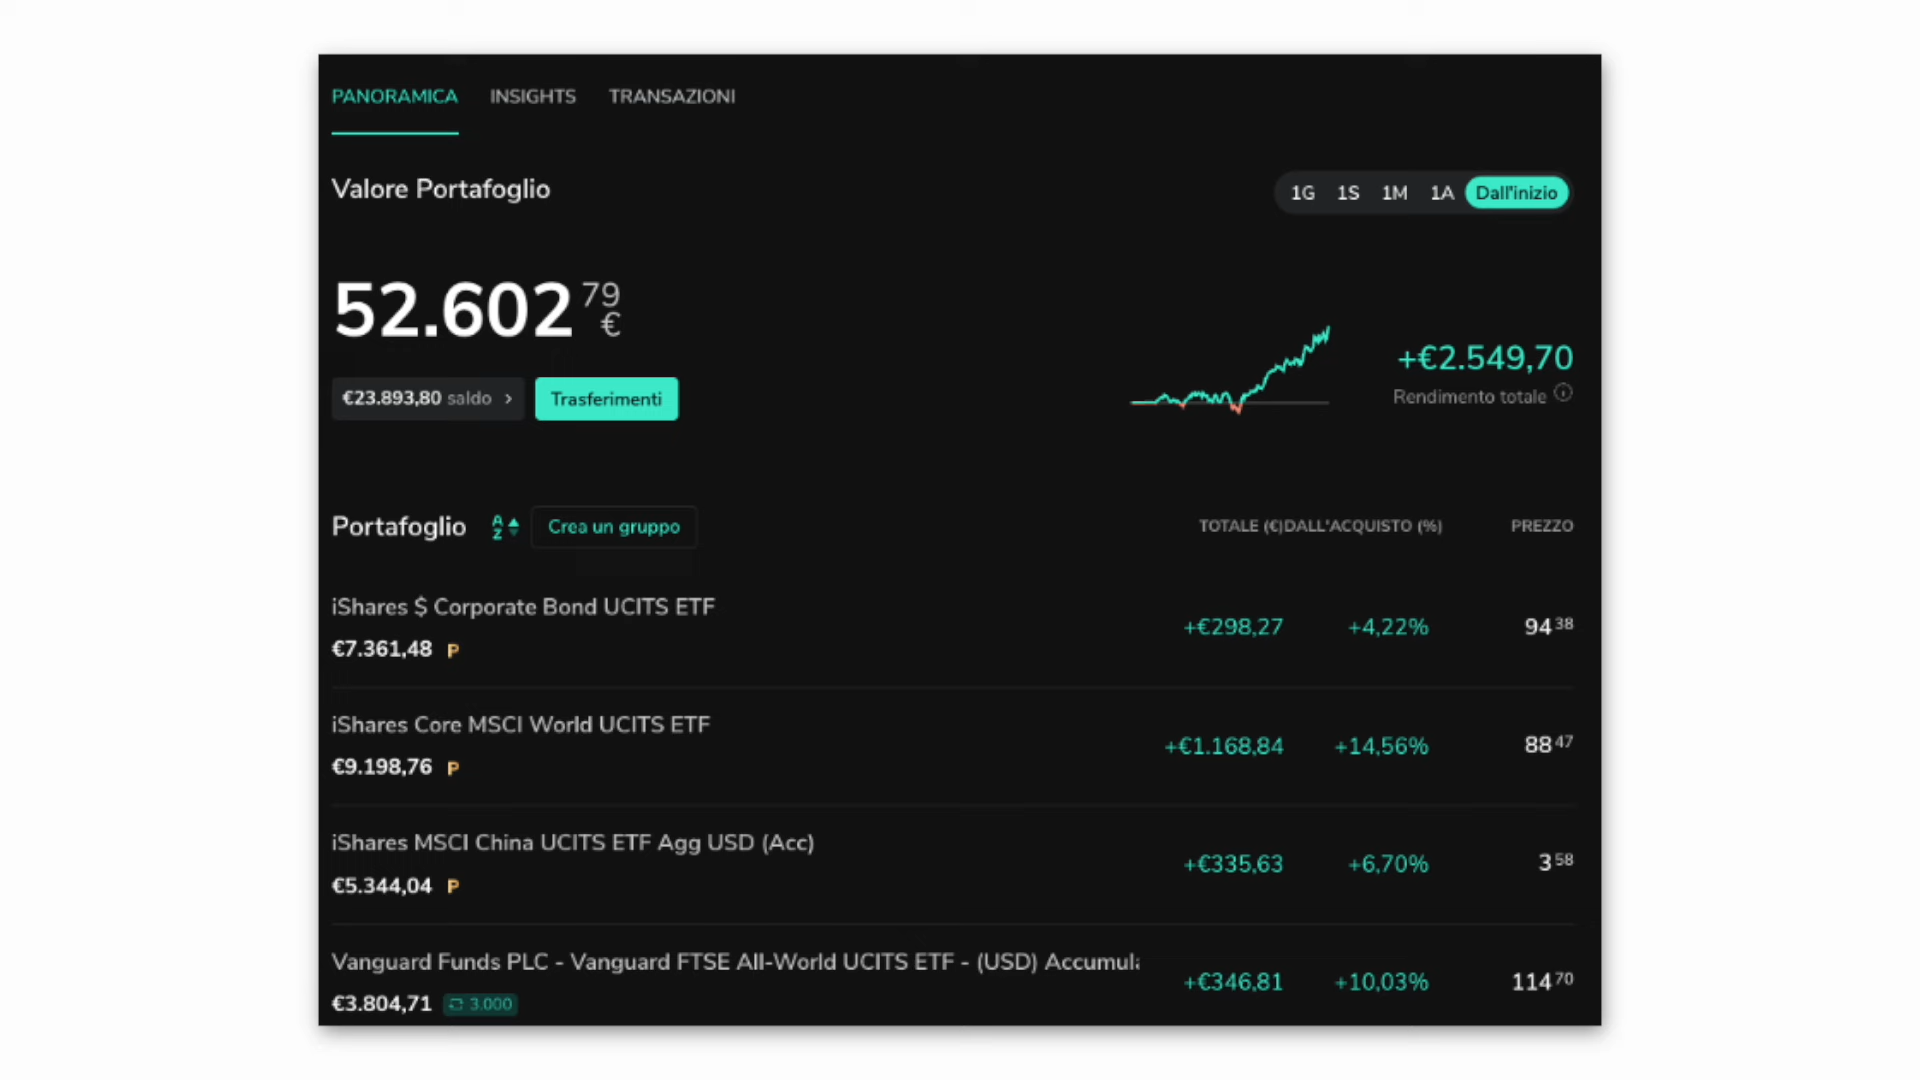 PANORAMICA INSIGHTS TRANSAZIONI
Valore Portafoglio
1G 1S 1M 1A Dall'inizio
52.602 79 €
€23.893,80 saldo >
Trasferimenti
+€2.549,70
Rendimento totale
Portafoglio
Crea un gruppo
TOTALE (€) DALL'ACQUISTO (%) PREZZO
iShares $ Corporate Bond UCITS ETF
€7.361,48 P
+€298,27 +4,22% 94 38
iShares Core MSCI World UCITS ETF
€9.198,76 P
+€1.168,84 +14,56% 88 47
iShares MSCI China UCITS ETF Agg USD (Acc)
€5.344,04 P
+€335,63 +6,70% 3 58
Vanguard Funds PLC - Vanguard FTSE All-World UCITS ETF - (USD) Accumula
€3.804,71 3.000
+€346,81 +10,03% 114 70